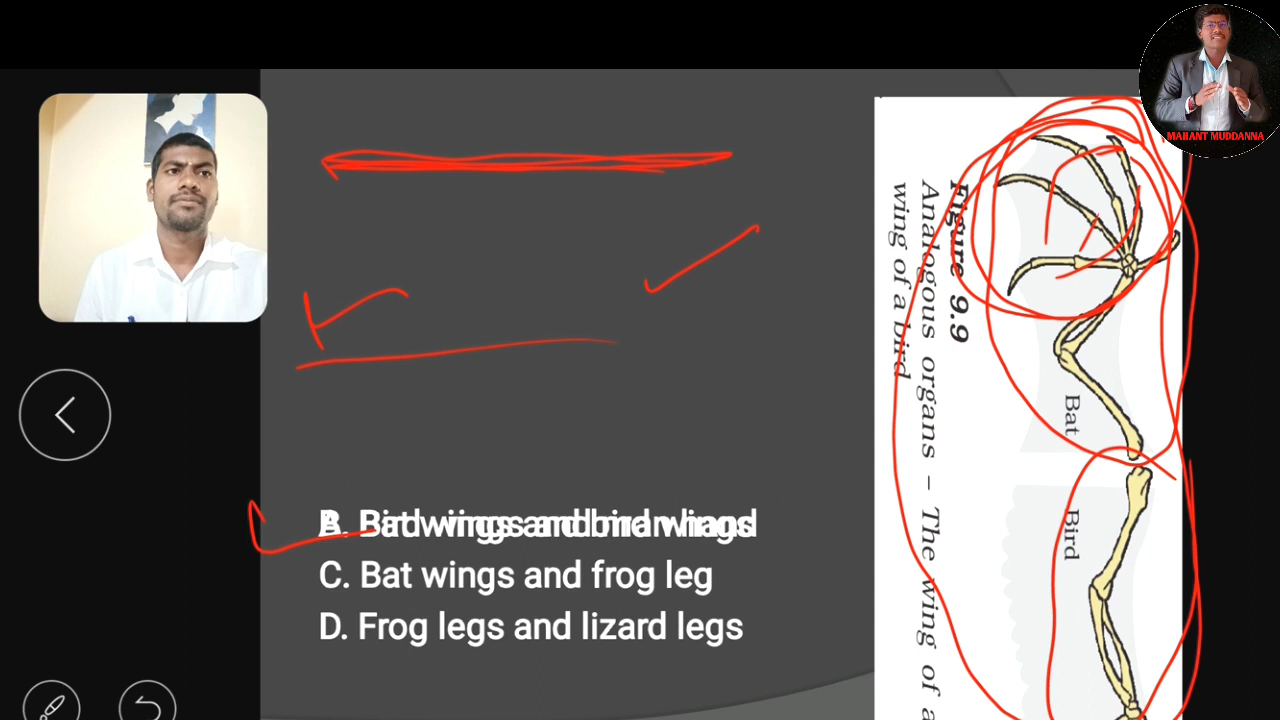 MAHANT MUDDANNA
C. Bat wings and frog leg
D. Frog legs and lizard legs
Figure 9.9
Analogous organs – The wing of a
wing of a bird
Bat
Bird